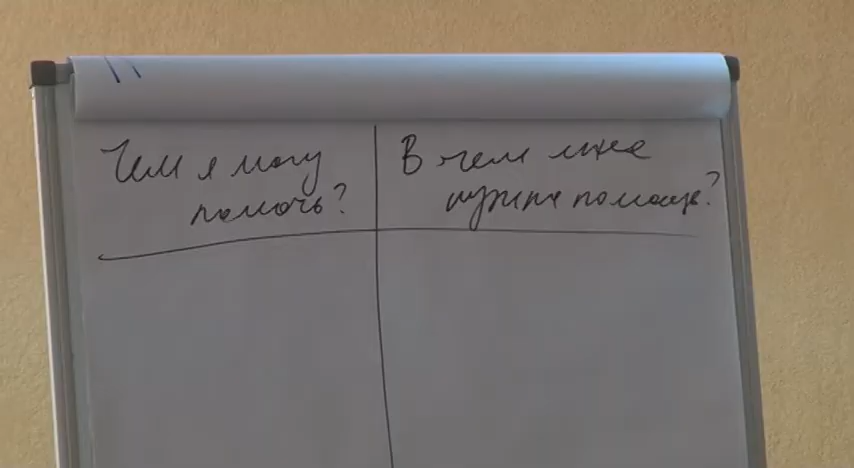 Чем я могу
помочь?
В чем мне
нужна помощь?